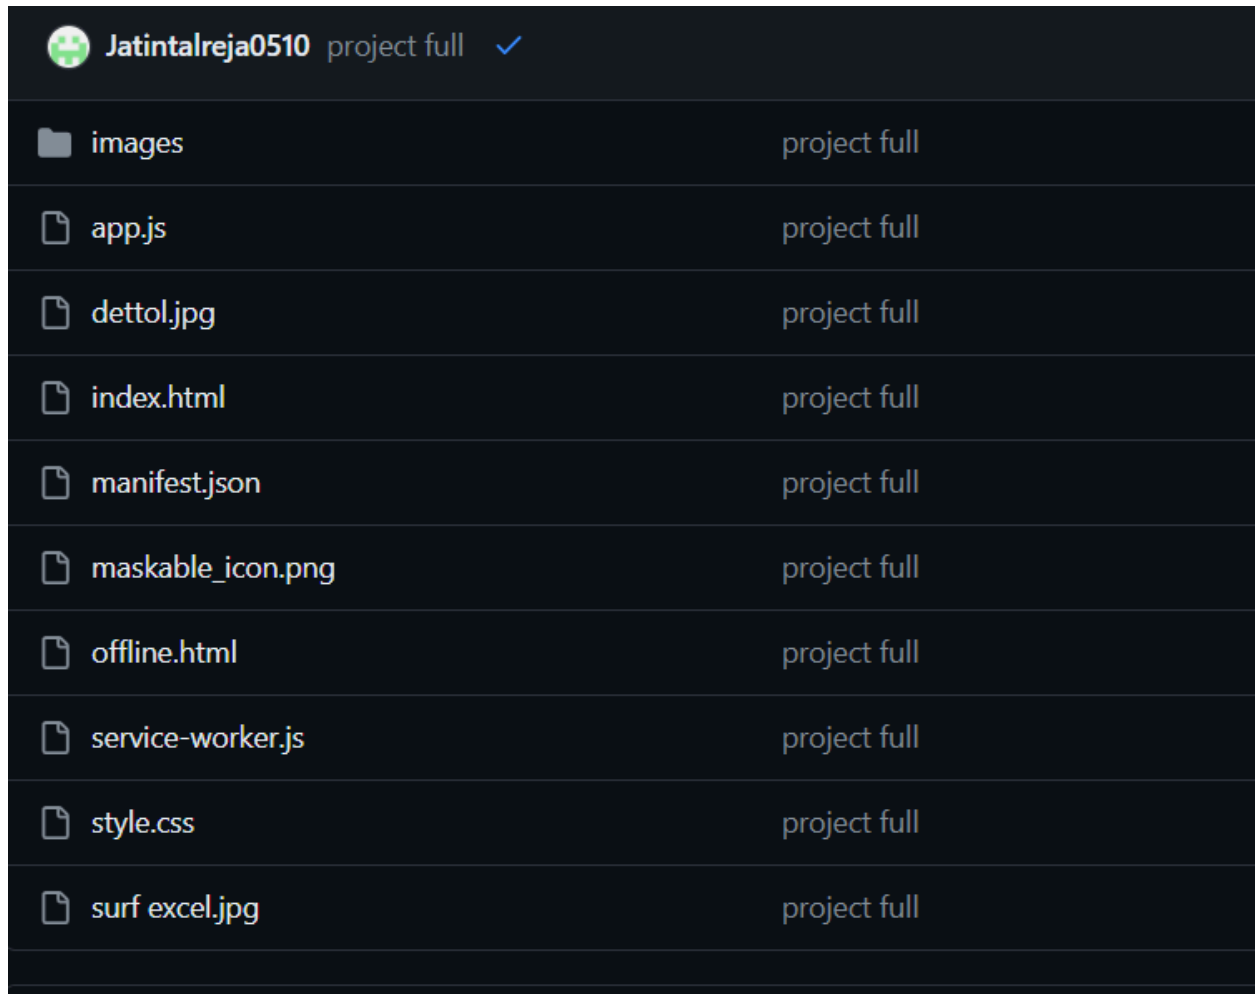 Jatintalreja0510 project full
images project full
app.js project full
dettol.jpg project full
index.html project full
manifest.json project full
maskable_icon.png project full
offline.html project full
service-worker.js project full
style.css project full
surf excel.jpg project full